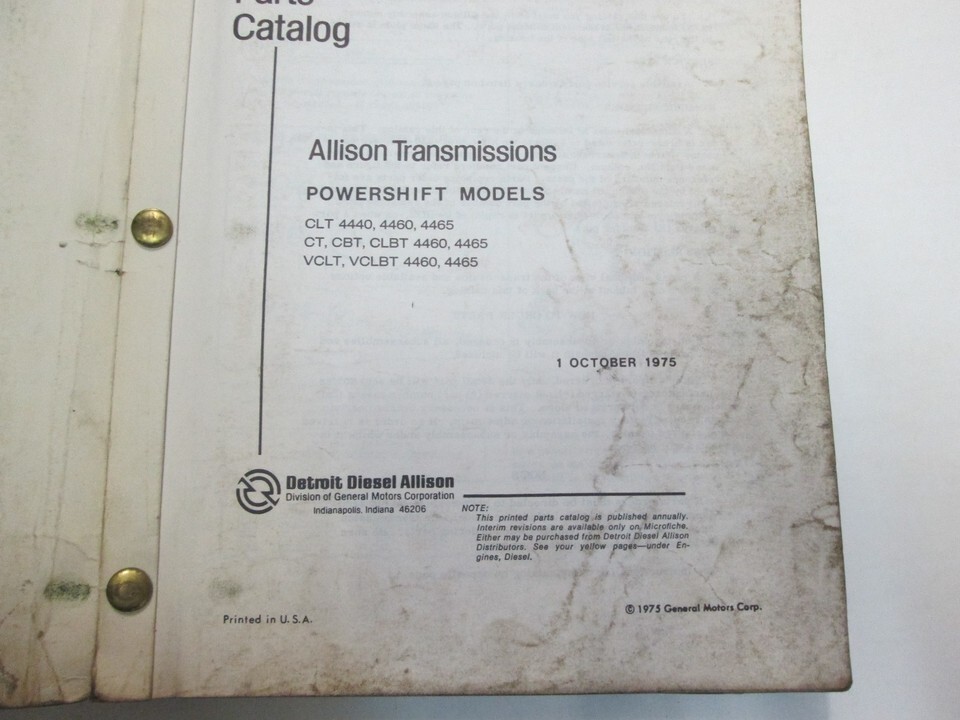 Parts
Catalog
Allison Transmissions
POWERSHIFT MODELS
CLT 4440, 4460, 4465
CT, CBT, CLBT 4460, 4465
VCLT, VCLBT 4460, 4465
1 OCTOBER 1975
Detroit Diesel Allison
Division of General Motors Corporation
Indianapolis, Indiana 46206
NOTE:
This printed parts catalog is published annually.
Interim revisions are available only on Microfiche.
Either may be purchased from Detroit Diesel Allison
Distributors. See your yellow pages—under En-
gines, Diesel.
© 1975 General Motors Corp.
Printed in U.S.A.